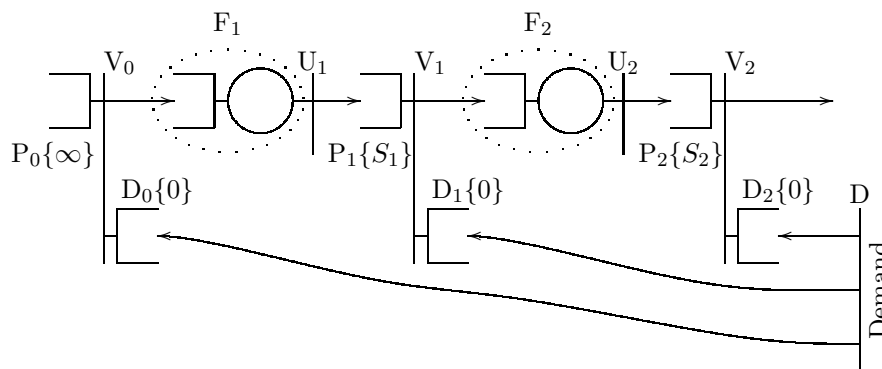 F₁ F₂
V₀ U₁ V₁ U₂ V₂
P₀{∞} P₁{S₁} P₂{S₂}
D₀{0} D₁{0} D₂{0} D
Demand